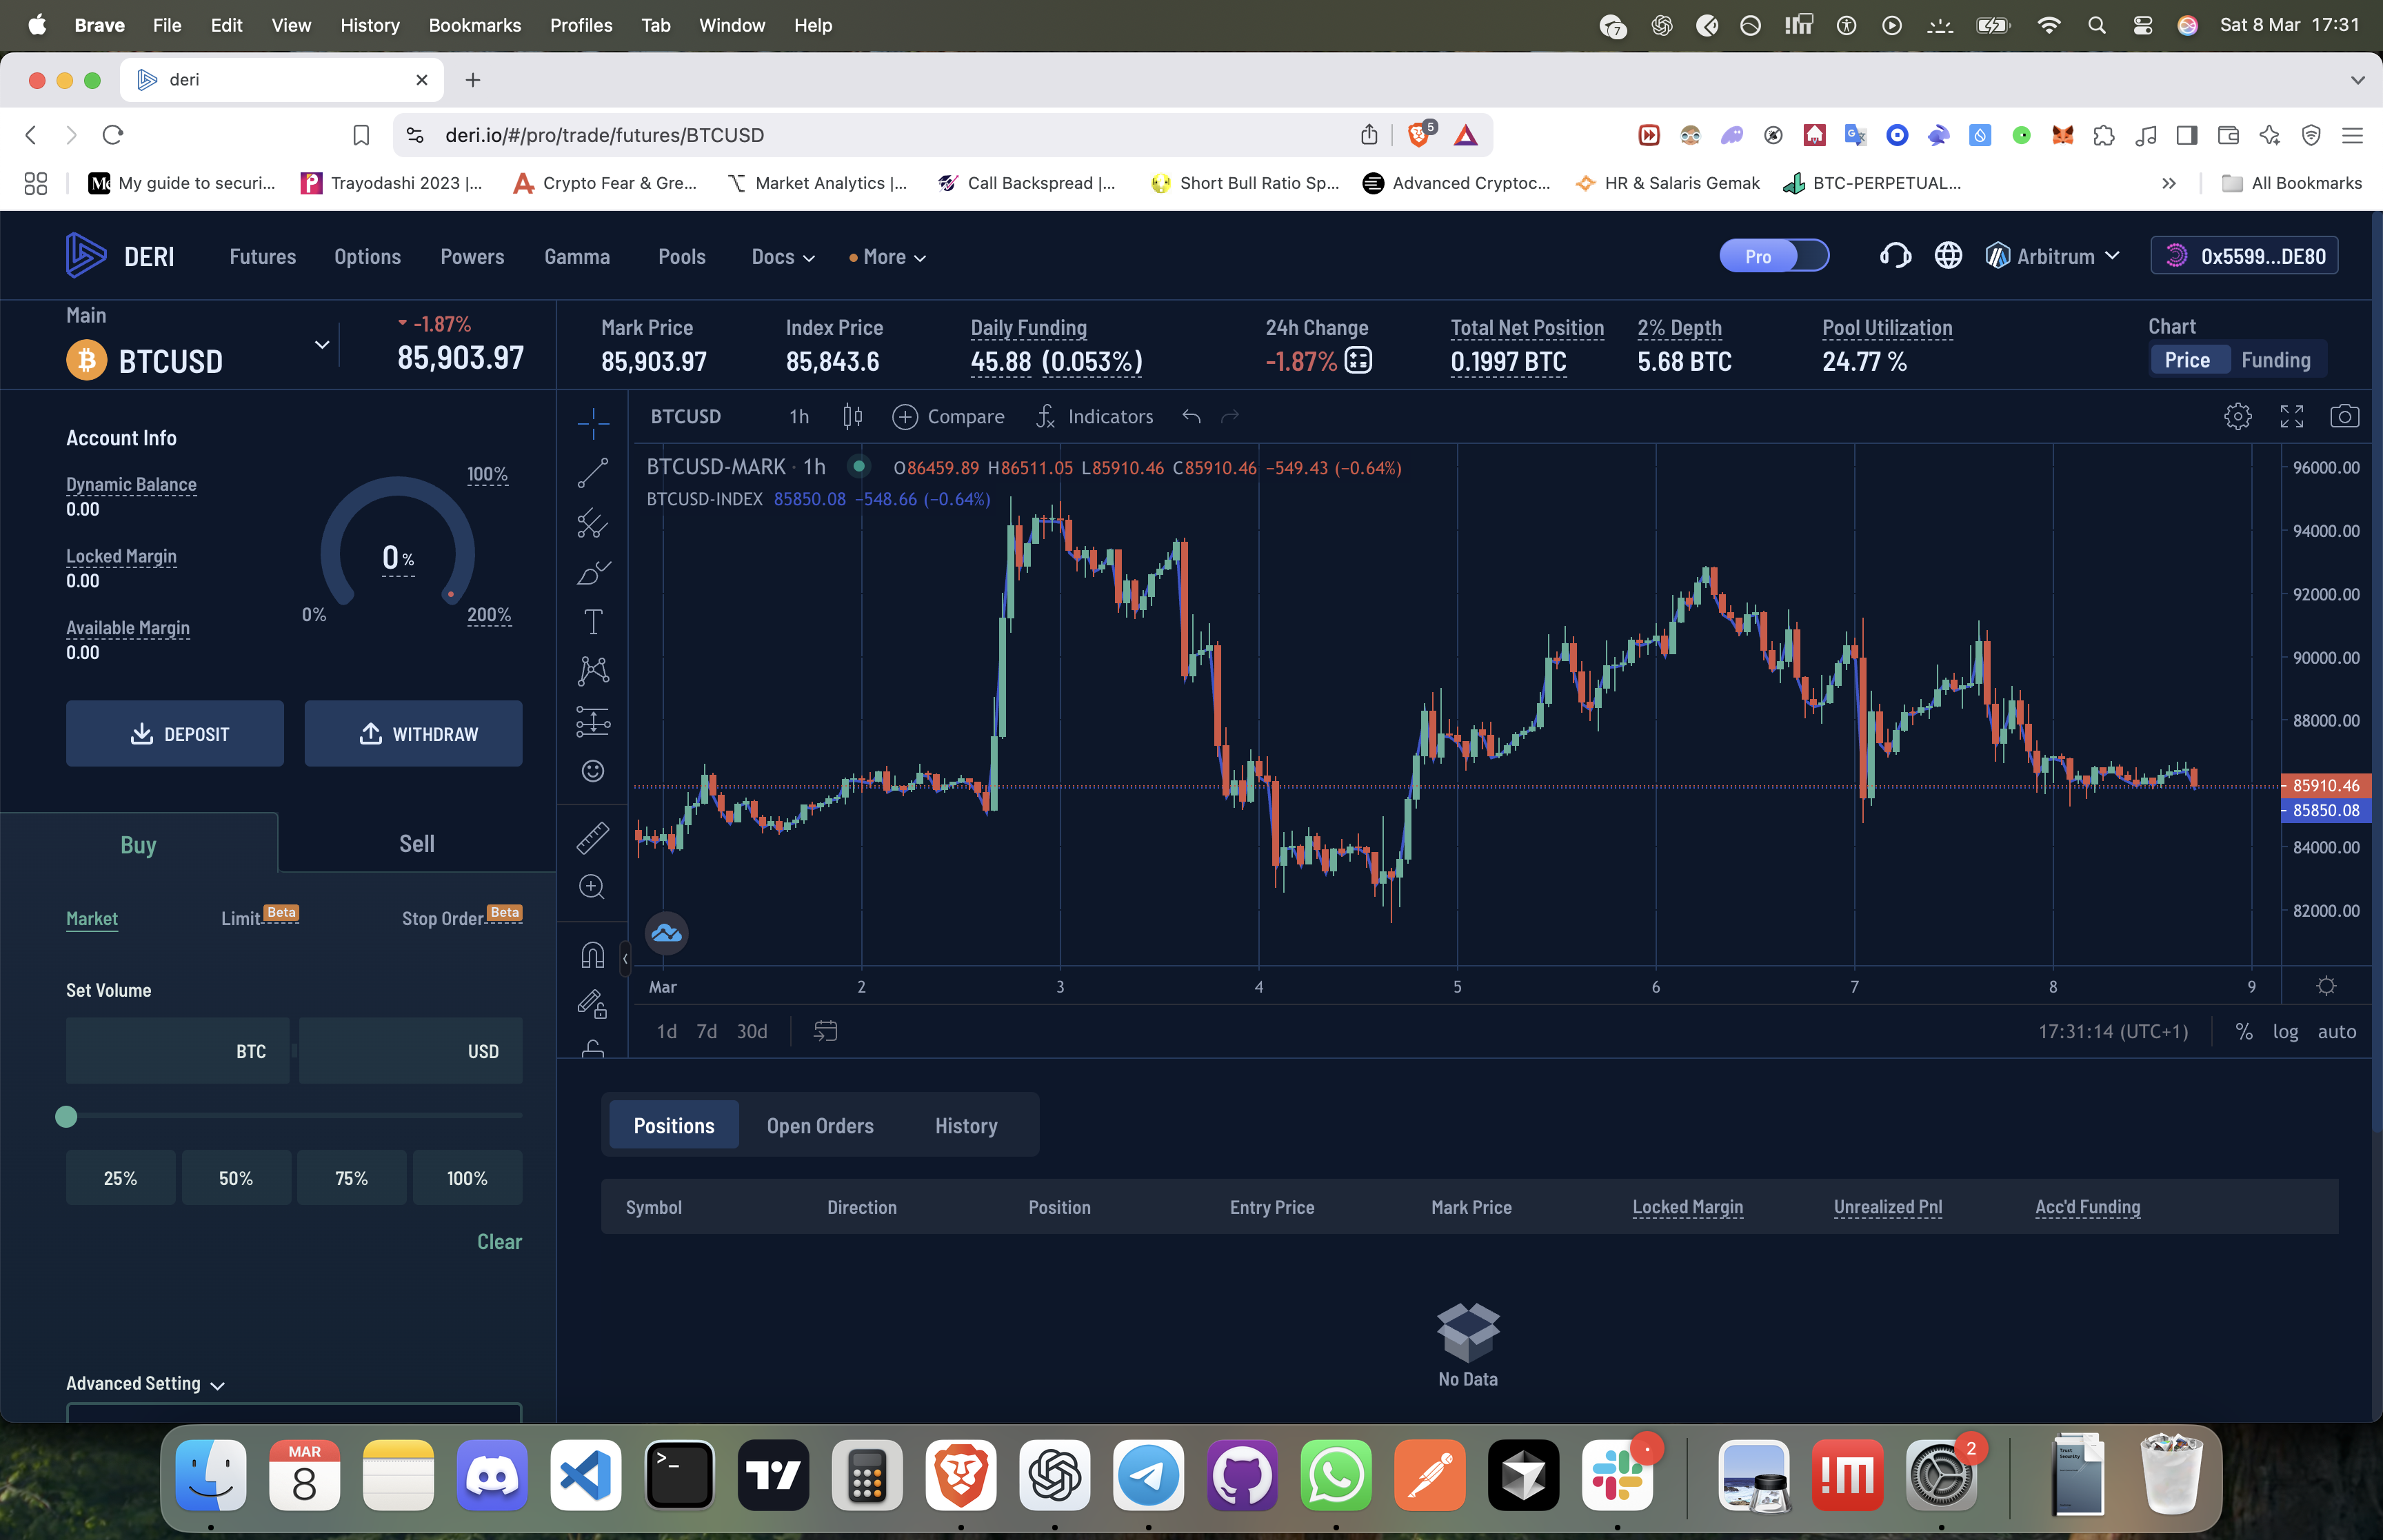 Brave File Edit View History Bookmarks Profiles Tab Window Help 7 Sat 8 Mar 17:31
deri
deri.io/#/pro/trade/futures/BTCUSD 5
My guide to securi... Trayodashi 2023 |... Crypto Fear & Gre... Market Analytics |... Call Backspread |... Short Bull Ratio Sp... Advanced Cryptoc... HR & Salaris Gemak BTC-PERPETUAL... » All Bookmarks
DERI Futures Options Powers Gamma Pools Docs More Pro Arbitrum 0x5599...DE80
Main
BTCUSD
-1.87%
85,903.97
Mark Price Index Price Daily Funding 24h Change Total Net Position 2% Depth Pool Utilization Chart
85,903.97 85,843.6 45.88 (0.053%) -1.87% 0.1997 BTC 5.68 BTC 24.77 % Price Funding
Account Info
Dynamic Balance
0.00
Locked Margin
0.00
Available Margin
0.00
100%
0 %
0% 200%
DEPOSIT WITHDRAW
Buy Sell
Market Limit Beta Stop Order Beta
Set Volume
BTC USD
25% 50% 75% 100%
Clear
Advanced Setting
BTCUSD 1h Compare Indicators
BTCUSD-MARK · 1h O86459.89 H86511.05 L85910.46 C85910.46 −549.43 (−0.64%)
BTCUSD-INDEX 85850.08 −548.66 (−0.64%)
96000.00
94000.00
92000.00
90000.00
88000.00
85910.46
85850.08
84000.00
82000.00
Mar 2 3 4 5 6 7 8 9
1d 7d 30d 17:31:14 (UTC+1) % log auto
Positions Open Orders History
Symbol Direction Position Entry Price Mark Price Locked Margin Unrealized Pnl Acc'd Funding
No Data
MAR
8
2